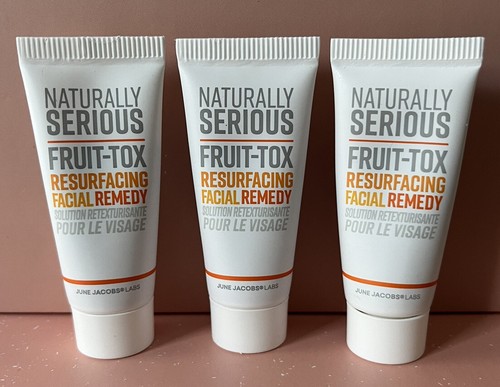 NATURALLY
SERIOUS
FRUIT-TOX
RESURFACING
FACIAL REMEDY
SOLUTION RETEXTURISANTE
POUR LE VISAGE
JUNE JACOBS® LABS
NATURALLY
SERIOUS
FRUIT-TOX
RESURFACING
FACIAL REMEDY
SOLUTION RETEXTURISANTE
POUR LE VISAGE
JUNE JACOBS® LABS
NATURALLY
SERIOUS
FRUIT-TOX
RESURFACING
FACIAL REMEDY
SOLUTION RETEXTURISANTE
POUR LE VISAGE
JUNE JACOBS® LABS